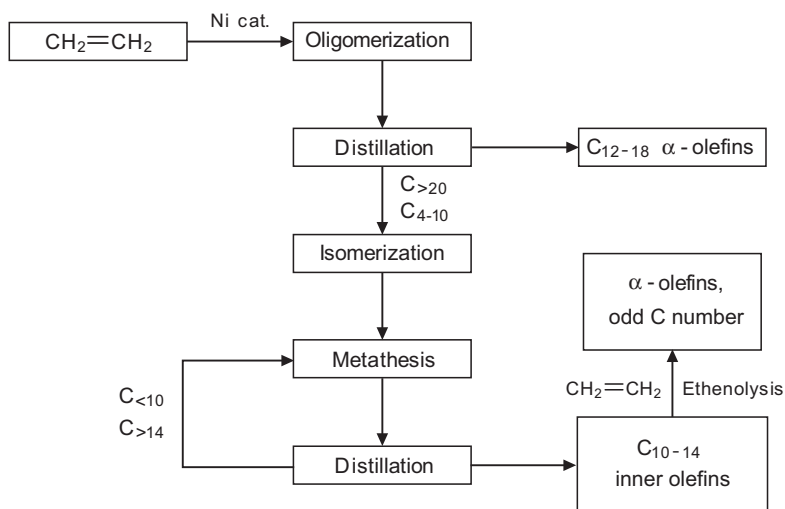 Ni cat.
CH₂=CH₂
Oligomerization
Distillation
C₁₂₋₁₈ α-olefins
C>₂₀
C₄₋₁₀
Isomerization
α-olefins,
odd C number
Metathesis
CH₂=CH₂ Ethenolysis
C<₁₀
C>₁₄
Distillation
C₁₀₋₁₄
inner olefins